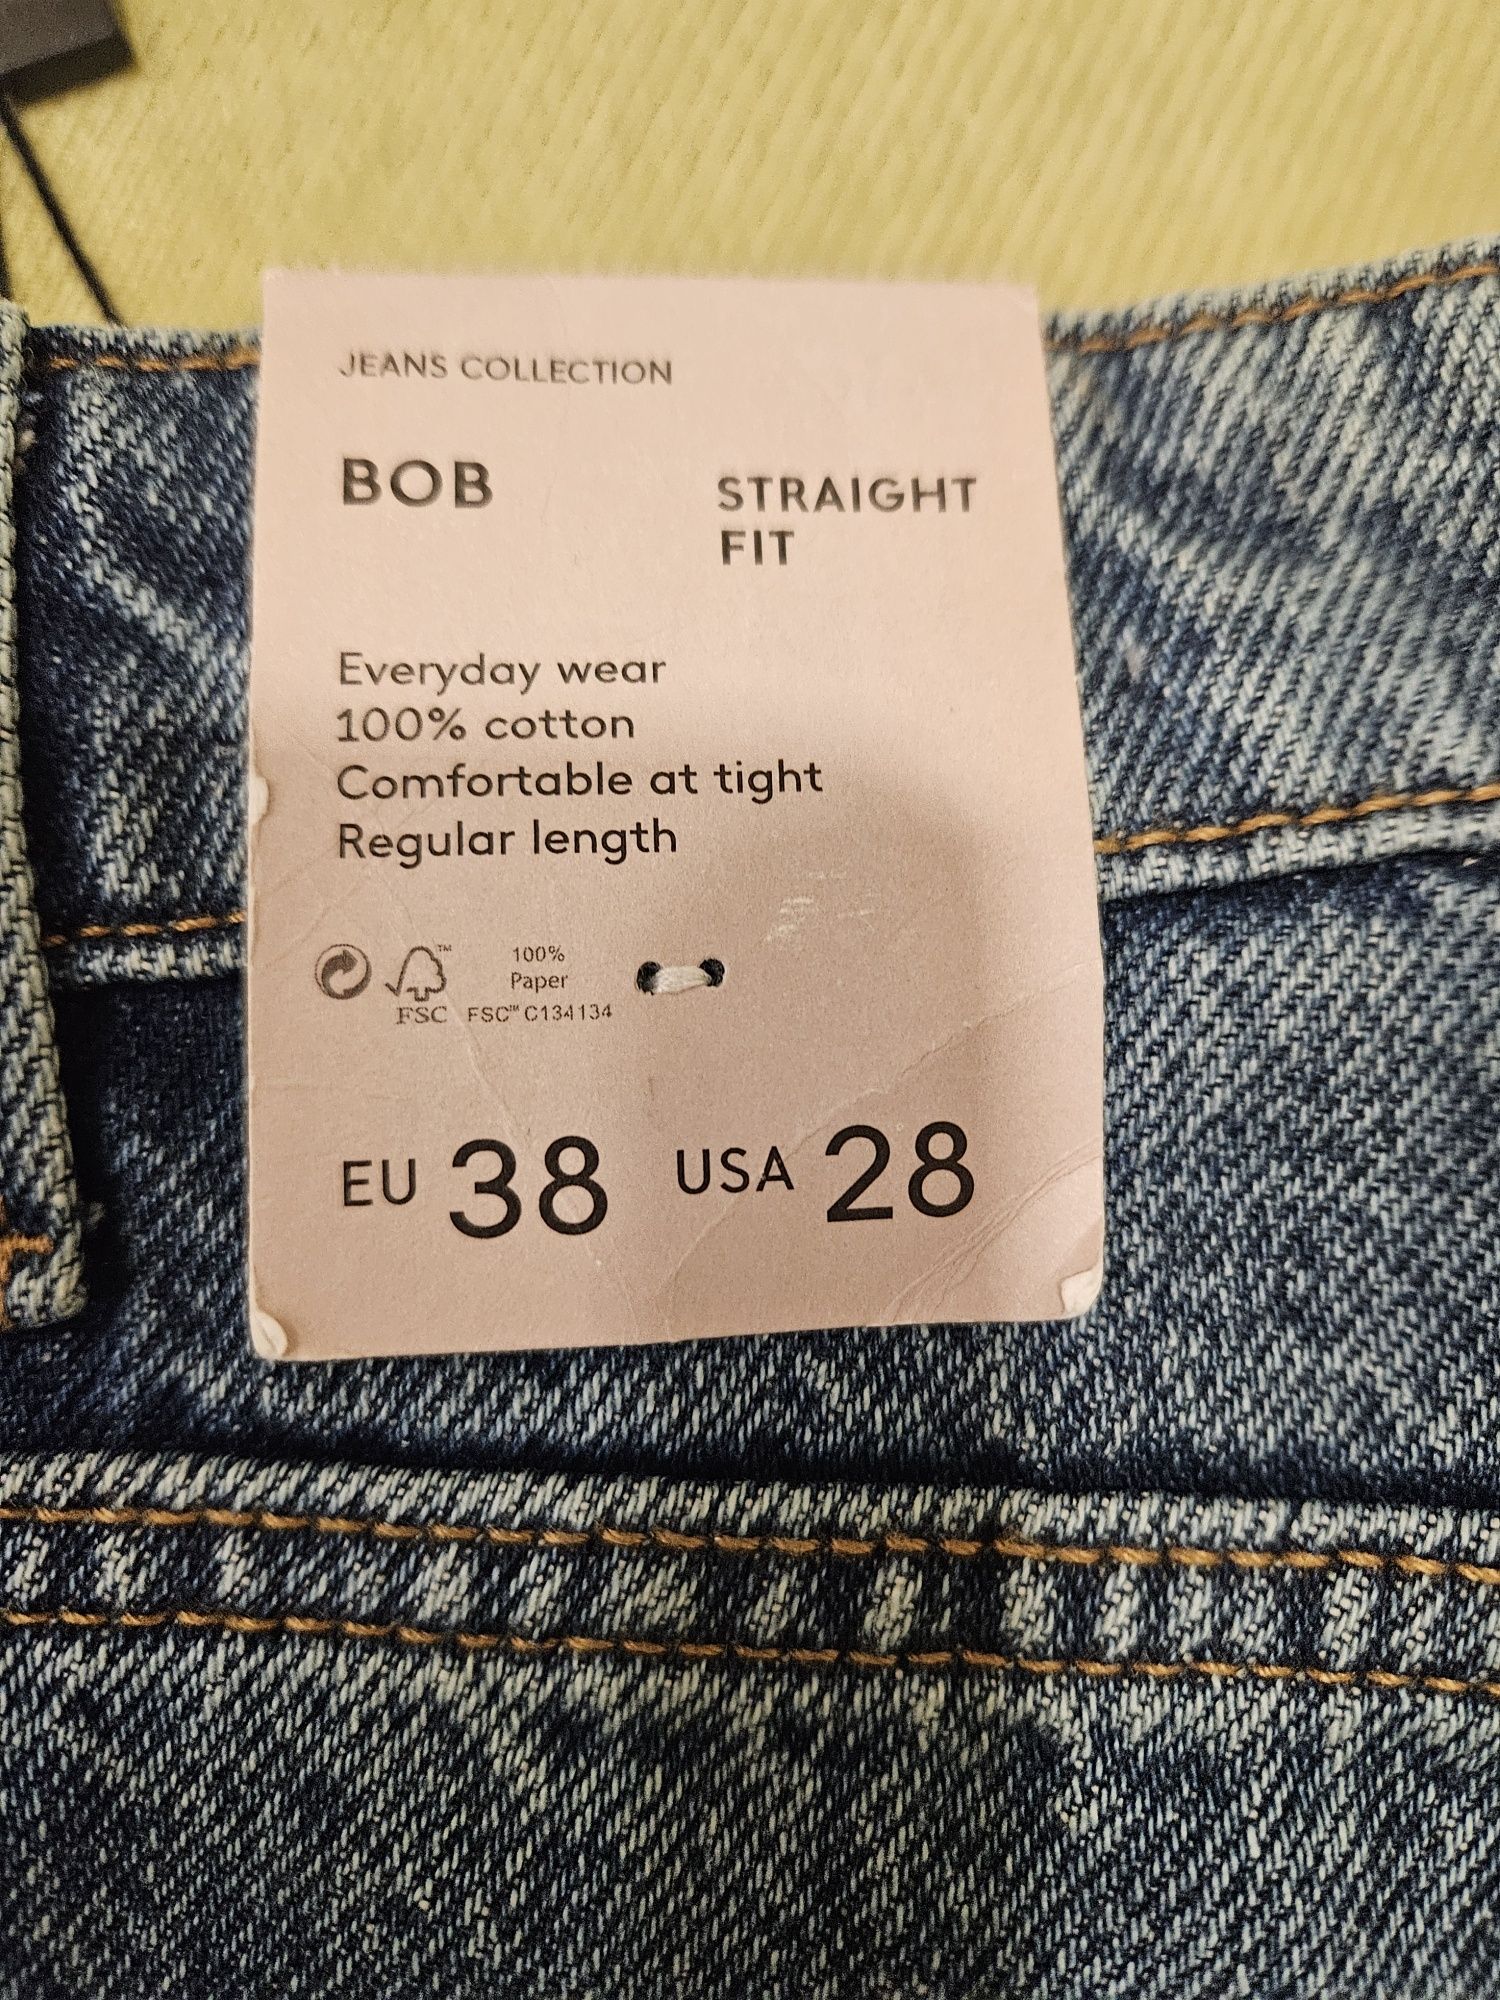 JEANS COLLECTION
BOB
STRAIGHT
FIT
Everyday wear
100% cotton
Comfortable at tight
Regular length
100%
Paper
FSC™ FSC™ C134134
EU 38 USA 28